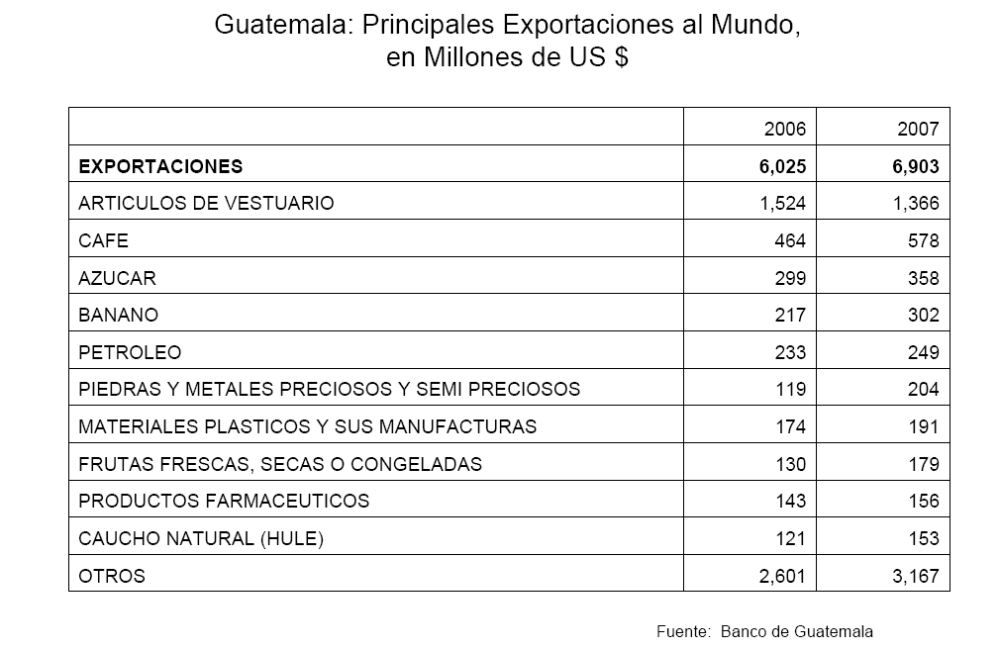 Guatemala: Principales Exportaciones al Mundo,
en Millones de US $
2006 2007
EXPORTACIONES 6,025 6,903
ARTICULOS DE VESTUARIO 1,524 1,366
CAFE 464 578
AZUCAR 299 358
BANANO 217 302
PETROLEO 233 249
PIEDRAS Y METALES PRECIOSOS Y SEMI PRECIOSOS 119 204
MATERIALES PLASTICOS Y SUS MANUFACTURAS 174 191
FRUTAS FRESCAS, SECAS O CONGELADAS 130 179
PRODUCTOS FARMACEUTICOS 143 156
CAUCHO NATURAL (HULE) 121 153
OTROS 2,601 3,167
Fuente: Banco de Guatemala